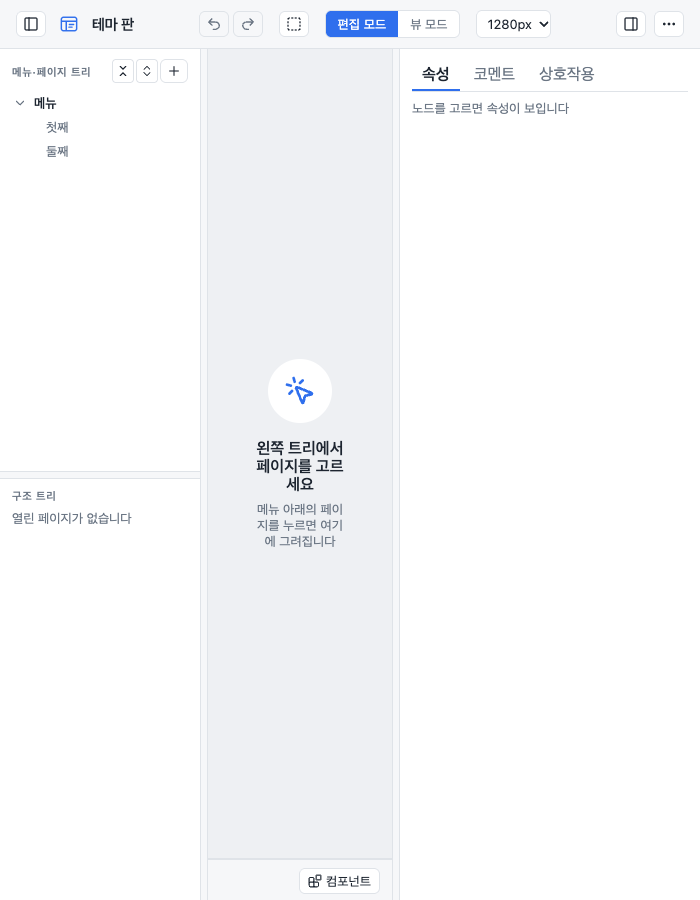 테마 판
편집 모드
뷰 모드
1280px
메뉴·페이지 트리
메뉴
첫째
둘째
구조 트리
열린 페이지가 없습니다
왼쪽 트리에서
페이지를 고르
세요
메뉴 아래의 페이
지를 누르면 여기
에 그려집니다
컴포넌트
속성
코멘트
상호작용
노드를 고르면 속성이 보입니다